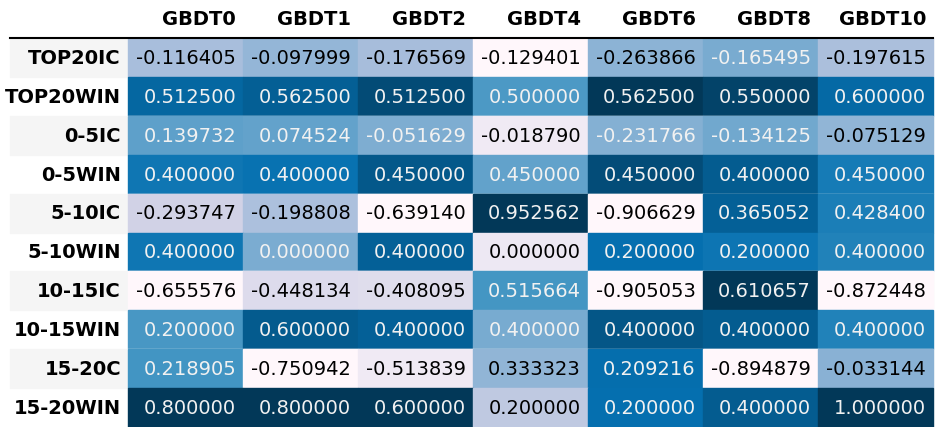 GBDT0 GBDT1 GBDT2 GBDT4 GBDT6 GBDT8 GBDT10
TOP20IC -0.116405 -0.097999 -0.176569 -0.129401 -0.263866 -0.165495 -0.197615
TOP20WIN 0.512500 0.562500 0.512500 0.500000 0.562500 0.550000 0.600000
0-5IC 0.139732 0.074524 -0.051629 -0.018790 -0.231766 -0.134125 -0.075129
0-5WIN 0.400000 0.400000 0.450000 0.450000 0.450000 0.400000 0.450000
5-10IC -0.293747 -0.198808 -0.639140 0.952562 -0.906629 0.365052 0.428400
5-10WIN 0.400000 0.000000 0.400000 0.000000 0.200000 0.200000 0.400000
10-15IC -0.655576 -0.448134 -0.408095 0.515664 -0.905053 0.610657 -0.872448
10-15WIN 0.200000 0.600000 0.400000 0.400000 0.400000 0.400000 0.400000
15-20C 0.218905 -0.750942 -0.513839 0.333323 0.209216 -0.894879 -0.033144
15-20WIN 0.800000 0.800000 0.600000 0.200000 0.200000 0.400000 1.000000